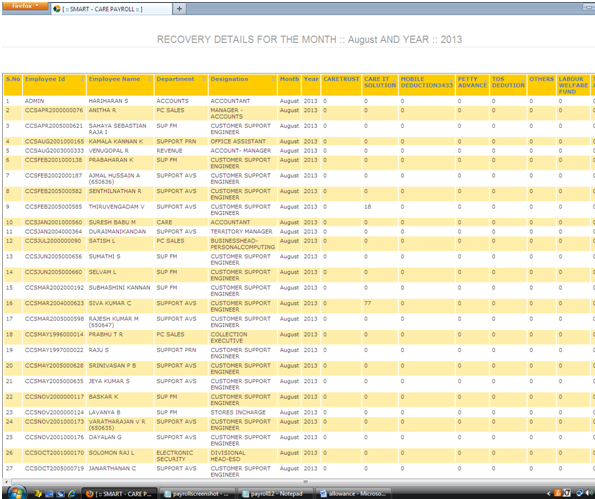 firefox
[ :: SMART - CARE PAYROLL :: ]
RECOVERY DETAILS FOR THE MONTH :: August AND YEAR :: 2013
S.No Employee Id Employee Name Department Designation Month Year CARETRUST CARE IT SOLUTION MOBILE DEDUCTION3433 PETTY ADVANCE TDS DEDUTION OTHERS LABOUR WELFARE FUND
1 ADMIN HARIHARAN S ACCOUNTS ACCOUNTANT August 2013 0 0 0 0 0 0 0
2 CCSAPR2000000076 ANITHA R PC SALES MANAGER - ACCOUNTS August 2013 0 0 0 0 0 0 0
3 CCSAPR2005000621 SAHAYA SEBASTIAN RAJA I SUP FM CUSTOMER SUPPORT ENGINEER August 2013 0 0 0 0 0 0 0
4 CCSAUG2001000165 KAMALA KANNAN K SUPPORT PRN OFFICE ASSISTANT August 2013 0 0 0 0 0 0 0
5 CCSAUG2003000333 VENUGOPAL R REVENUE ACCOUNT- MANAGER August 2013 0 0 0 0 0 0 0
6 CCSFEB2001000138 PRABAHARAN K SUP FM CUSTOMER SUPPORT ENGINEER August 2013 0 0 0 0 0 0 0
7 CCSFEB2002000187 AJMAL HUSSAIN A (650636) SUPPORT AVS CUSTOMER SUPPORT ENGINEER August 2013 0 0 0 0 0 0 0
8 CCSFEB2005000582 SENTHILNATHAN R SUPPORT AVS CUSTOMER SUPPORT ENGINEER August 2013 0 0 0 0 0 0 0
9 CCSFEB2005000585 THIRUVENGADAM V SUPPORT AVS CUSTOMER SUPPORT ENGINEER August 2013 0 18 0 0 0 0 0
10 CCSJAN2001000560 SURESH BABU M CARE ACCOUNTANT August 2013 0 0 0 0 0 0 0
11 CCSJAN2004000364 DURAIMANIKANDAN SUPPORT AVS TERRITORY MANAGER August 2013 0 0 0 0 0 0 0
12 CCSJUL2000000090 SATISH L PC SALES BUSINESSHEAD- PERSONALCOMPUTING August 2013 0 0 0 0 0 0 0
13 CCSJUN2005000656 SUMATHI S SUP FM CUSTOMER SUPPORT ENGINEER August 2013 0 0 0 0 0 0 0
14 CCSJUN2005000660 SELVAM L SUP FM CUSTOMER SUPPORT ENGINEER August 2013 0 0 0 0 0 0 0
15 CCSMAR2002000192 SUBHASHINI KANNAN SUP FM CUSTOMER SUPPORT ENGINEER August 2013 0 0 0 0 0 0 0
16 CCSMAR2004000623 SIVA KUMAR C SUPPORT AVS CUSTOMER SUPPORT ENGINEER August 2013 0 77 0 0 0 0 0
17 CCSMAR2005000598 RAJESH KUMAR M (650647) SUPPORT AVS CUSTOMER SUPPORT ENGINEER August 2013 0 0 0 0 0 0 0
18 CCSMAY1996000014 PRABHU T R PC SALES COLLECTION EXECUTIVE August 2013 0 0 0 0 0 0 0
19 CCSMAY1997000022 RAJU S SUPPORT PRN CUSTOMER SUPPORT ENGINEER August 2013 0 0 0 0 0 0 0
20 CCSMAY2005000628 SRINIVASAN P B SUPPORT AVS CUSTOMER SUPPORT ENGINEER August 2013 0 0 0 0 0 0 0
21 CCSMAY2005000635 JEYA KUMAR S SUPPORT AVS CUSTOMER SUPPORT ENGINEER August 2013 0 0 0 0 0 0 0
22 CCSNOV2000000117 BASKAR K SUP FM CUSTOMER SUPPORT ENGINEER August 2013 0 0 0 0 0 0 0
23 CCSNOV2000000124 LAVANYA B SUP FM STORES INCHARGE August 2013 0 0 0 0 0 0 0
24 CCSNOV2001000173 VARATHARAJAN V R (650635) SUPPORT AVS CUSTOMER SUPPORT ENGINEER August 2013 0 0 0 0 0 0 0
25 CCSNOV2001000176 DAYALAN G SUPPORT AVS CUSTOMER SUPPORT ENGINEER August 2013 0 0 0 0 0 0 0
26 CCSOCT2001000170 SOLOMON RAJ L ELECTRONIC SECURITY DIVISIONAL HEAD-ESD August 2013 0 0 0 0 0 0 0
27 CCSOCT2005000719 JANARTHANAN C SUPPORT AVS CUSTOMER SUPPORT ENGINEER August 2013 0 0 0 0 0 0 0
[ :: SMART - CARE P... payrollscreenshot - ... payroll12 - Notepad allowance - Microso...